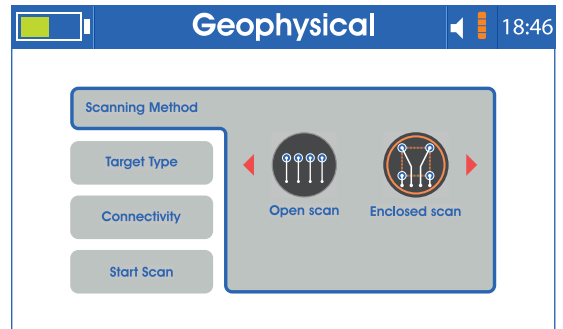 Geophysical
18:46
Scanning Method
Target Type
Connectivity
Start Scan
Open scan
Enclosed scan